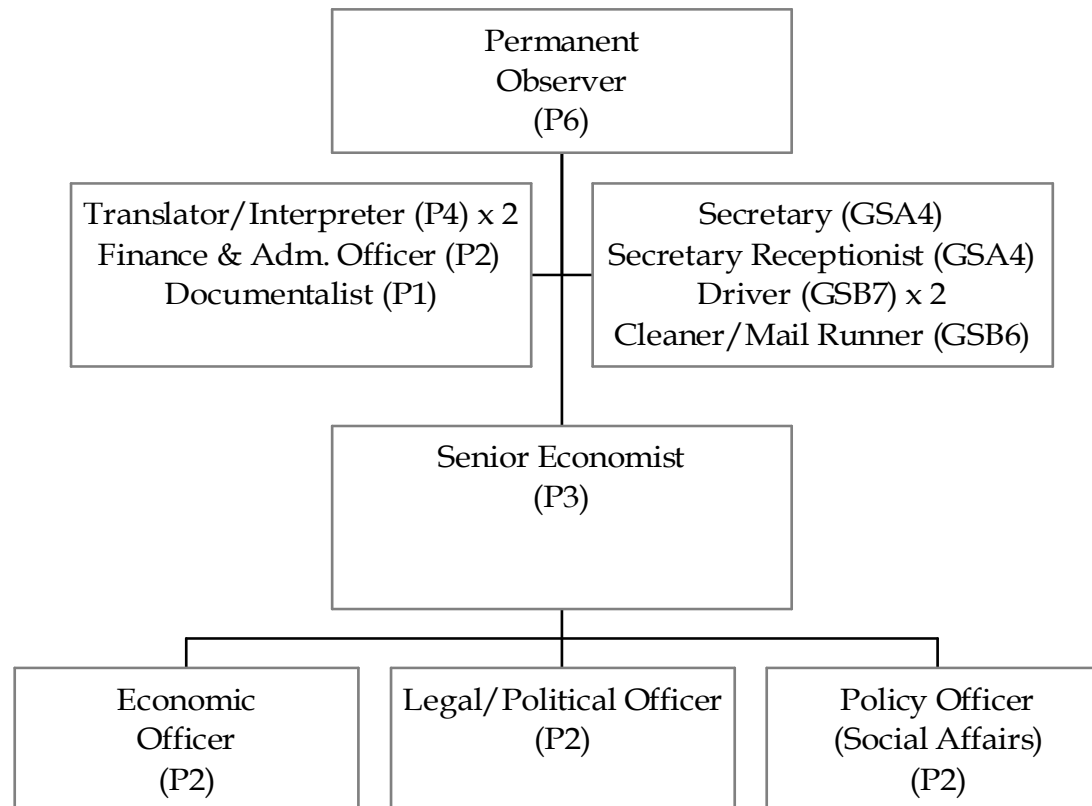 Permanent
Observer
(P6)
Translator/Interpreter (P4) x 2
Finance & Adm. Officer (P2)
Documentalist (P1)
Secretary (GSA4)
Secretary Receptionist (GSA4)
Driver (GSB7) x 2
Cleaner/Mail Runner (GSB6)
Senior Economist
(P3)
Economic
Officer
(P2)
Legal/Political Officer
(P2)
Policy Officer
(Social Affairs)
(P2)